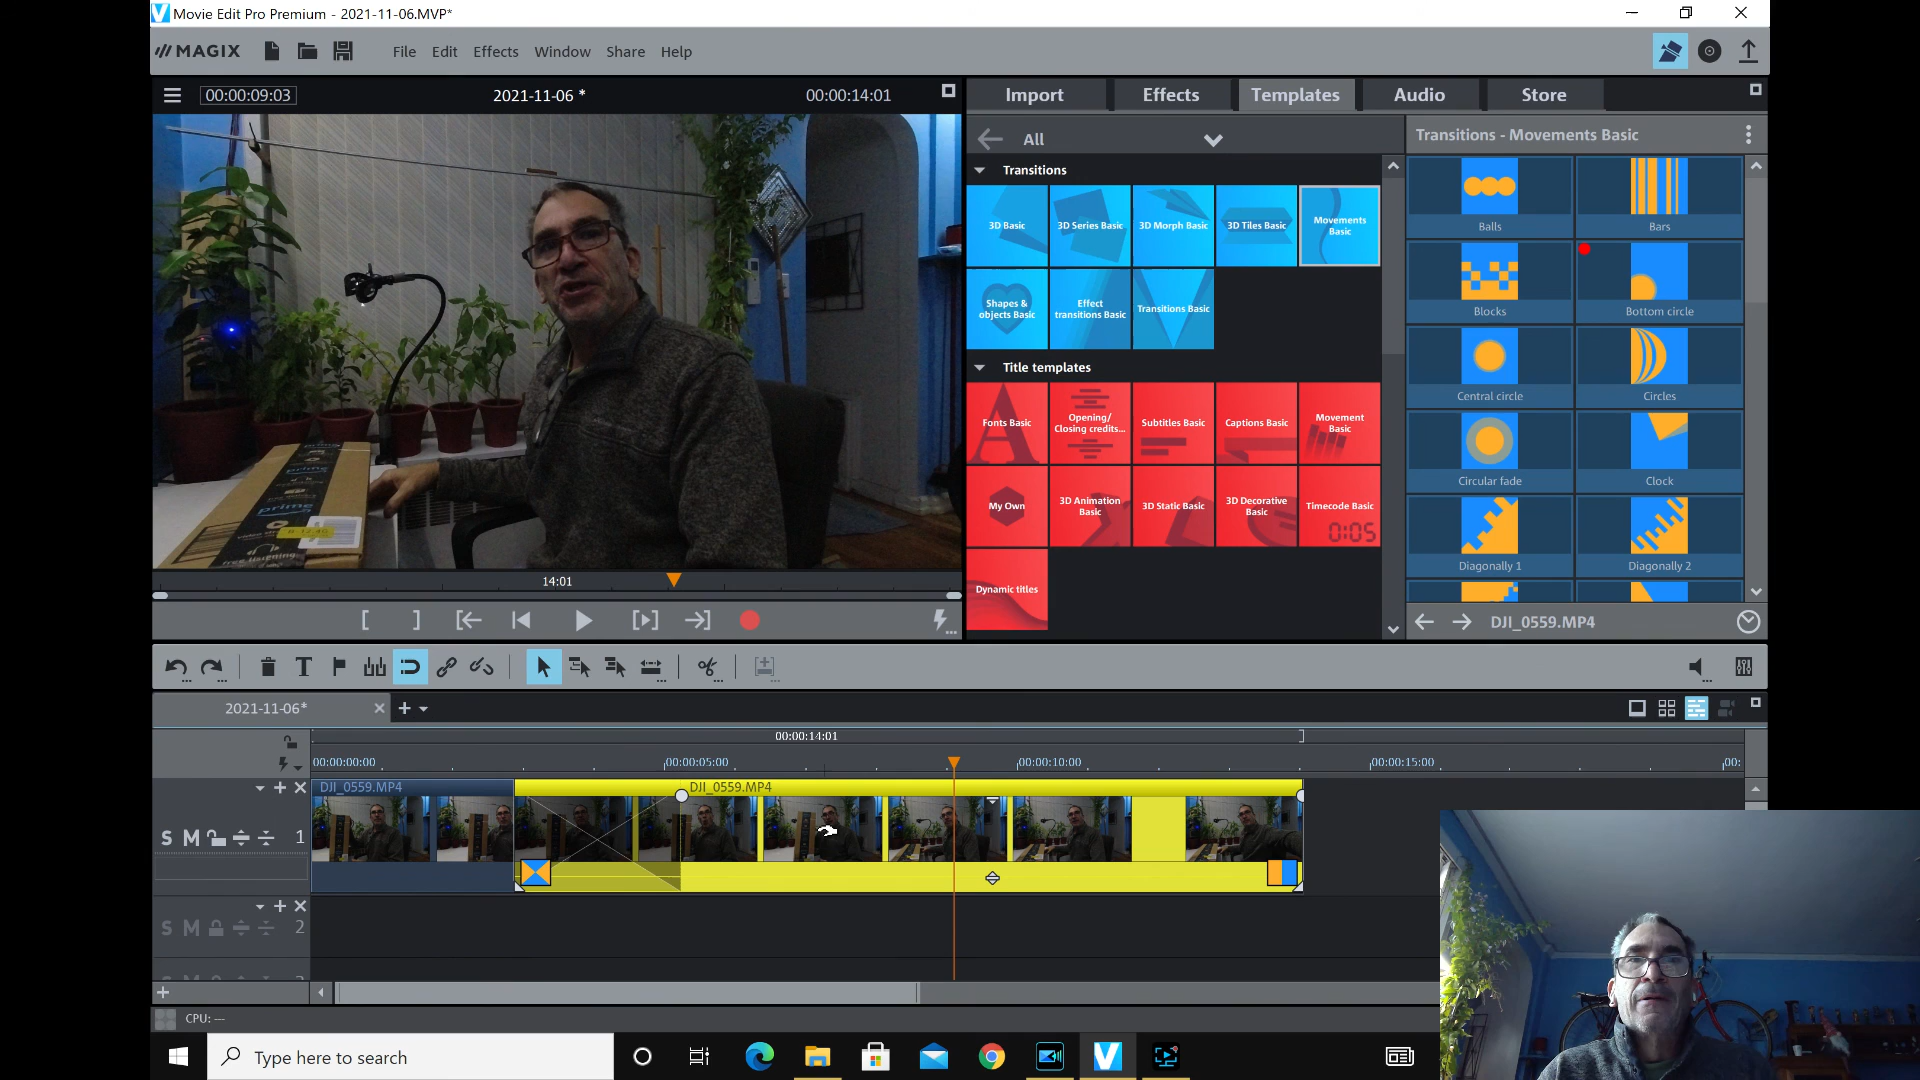 Movie Edit Pro Premium - 2021-11-06.MVP*
MAGIX
File Edit Effects Window Share Help
00:00:09:03
2021-11-06 *
00:00:14:01
Import
Effects
Templates
Audio
Store
All
Transitions - Movements Basic
Transitions
3D Basic
3D Series Basic
3D Morph Basic
3D Tiles Basic
Movements
Basic
Shapes &
objects Basic
Effect
transitions Basic
Transitions Basic
Title templates
Fonts Basic
Opening/
Closing credits...
Subtitles Basic
Captions Basic
Movement
Basic
My Own
3D Animation
Basic
3D Static Basic
3D Decorative
Basic
Timecode Basic
0:05
Dynamic titles
Balls
Bars
Blocks
Bottom circle
Central circle
Circles
Circular fade
Clock
Diagonally 1
Diagonally 2
prime
prime
14:01
DJI_0559.MP4
2021-11-06*
00:00:14:01
00:00:00:00
00:00:05:00
00:00:10:00
00:00:15:00
00:
DJI_0559.MP4
DJI_0559.MP4
S M 1
S M 2
CPU: ---
Type here to search